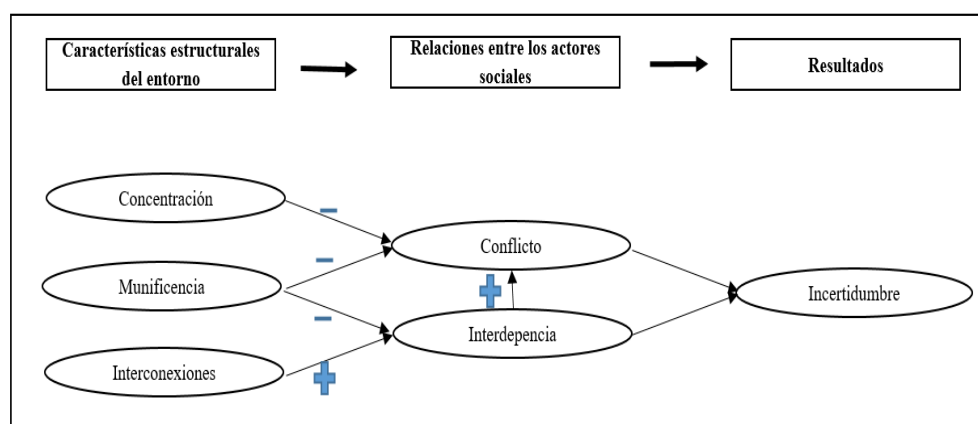 Características estructurales
del entorno
Relaciones entre los actores
sociales
Resultados
Concentración
Munificencia
Interconexiones
Conflicto
Interdepencia
Incertidumbre